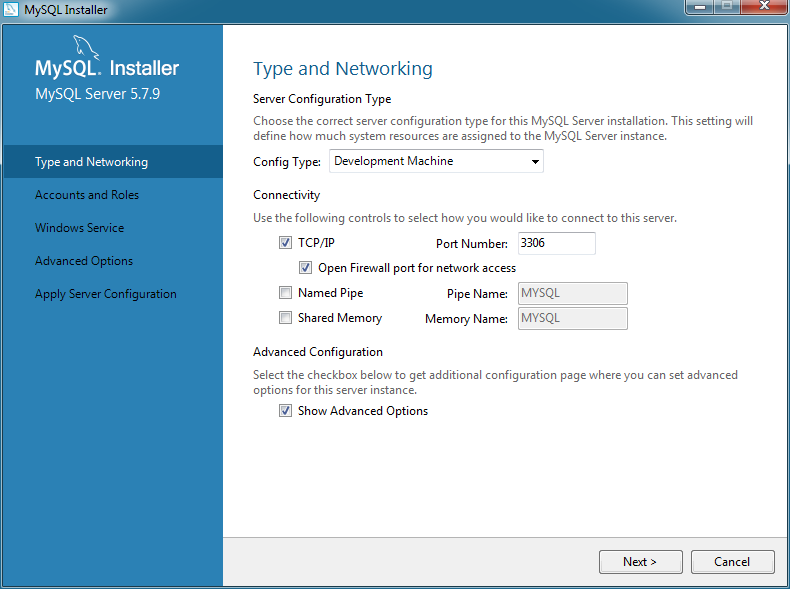 MySQL Installer
MySQL. Installer
MySQL Server 5.7.9
Type and Networking
Accounts and Roles
Windows Service
Advanced Options
Apply Server Configuration
Type and Networking
Server Configuration Type
Choose the correct server configuration type for this MySQL Server installation. This setting will
define how much system resources are assigned to the MySQL Server instance.
Config Type: Development Machine
Connectivity
Use the following controls to select how you would like to connect to this server.
TCP/IP Port Number: 3306
Open Firewall port for network access
Named Pipe Pipe Name: MYSQL
Shared Memory Memory Name: MYSQL
Advanced Configuration
Select the checkbox below to get additional configuration page where you can set advanced
options for this server instance.
Show Advanced Options
Next > Cancel